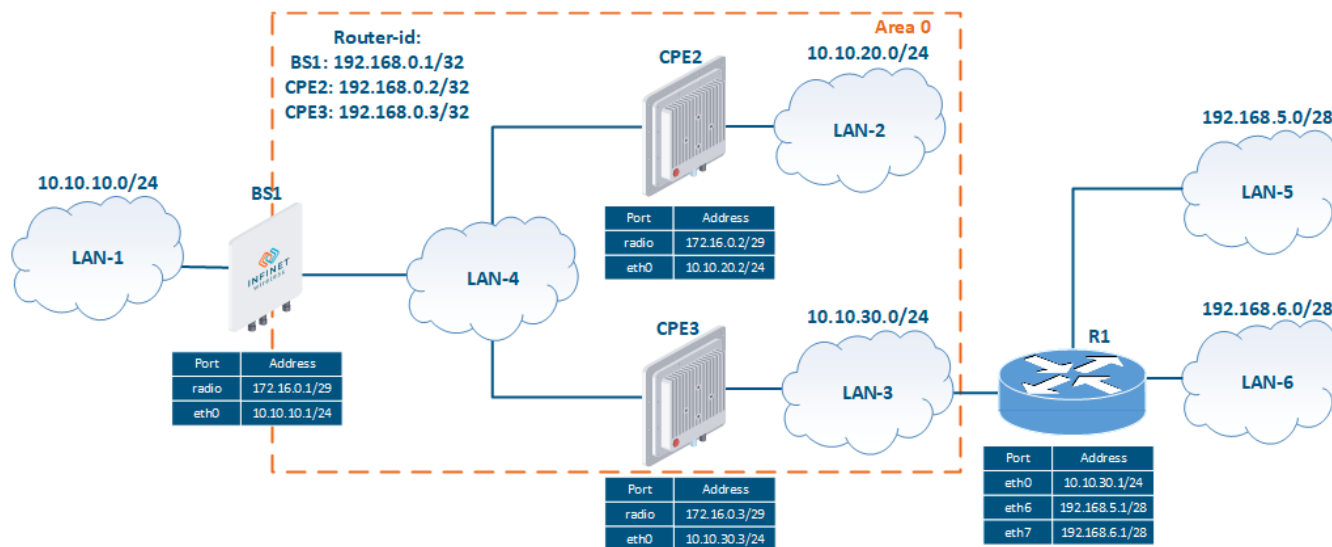 Area 0
Router-id:
BS1: 192.168.0.1/32
CPE2: 192.168.0.2/32
CPE3: 192.168.0.3/32
CPE2
10.10.20.0/24
LAN-2
192.168.5.0/28
LAN-5
10.10.10.0/24
LAN-1
BS1
INFINET
WIRELESS
LAN-4
Port Address
radio 172.16.0.2/29
eth0 10.10.20.2/24
Port Address
radio 172.16.0.1/29
eth0 10.10.10.1/24
CPE3
10.10.30.0/24
LAN-3
R1
192.168.6.0/28
LAN-6
Port Address
radio 172.16.0.3/29
eth0 10.10.30.3/24
Port Address
eth0 10.10.30.1/24
eth6 192.168.5.1/28
eth7 192.168.6.1/28